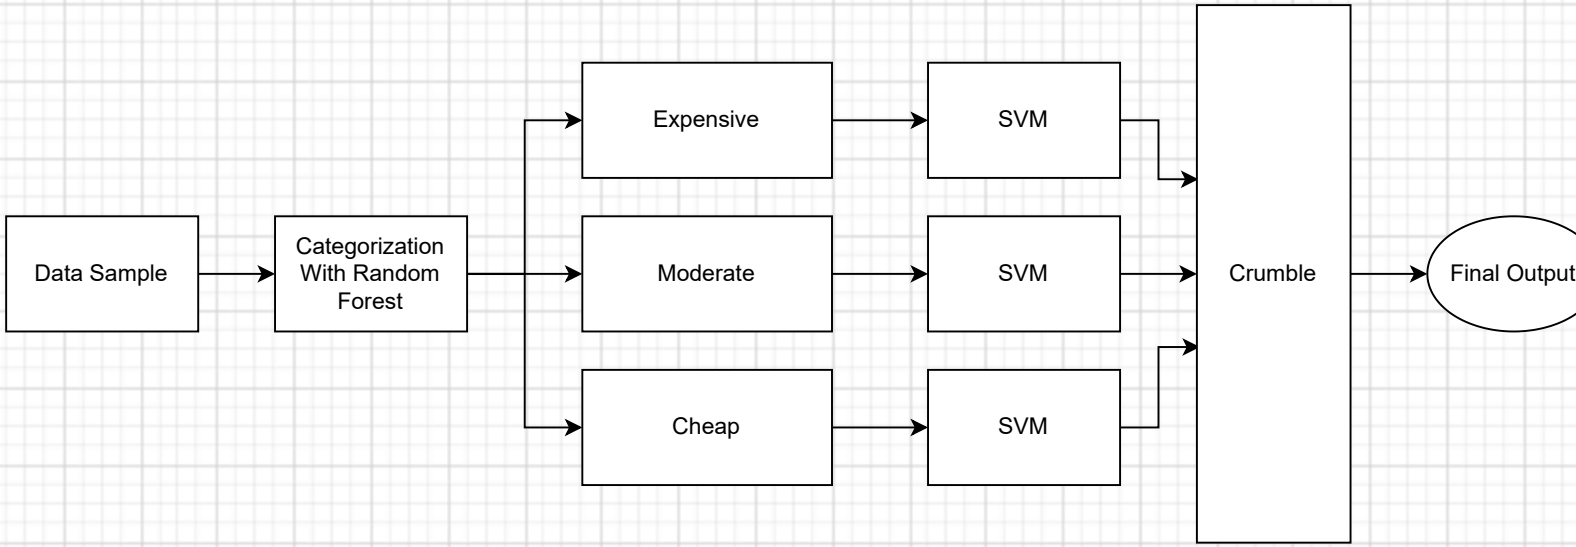 Data Sample
Categorization
With Random
Forest
Expensive
SVM
Moderate
SVM
Cheap
SVM
Crumble
Final Output